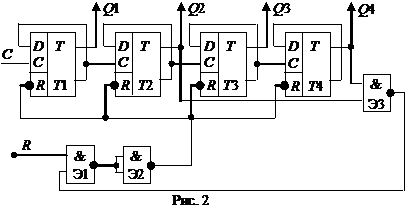 Q1 Q2 Q3 Q4
D T D T D T D T
C C C C C
&
R T1 R T2 R T3 R T4
Э3
R & &
Э1 Э2
Рис. 2